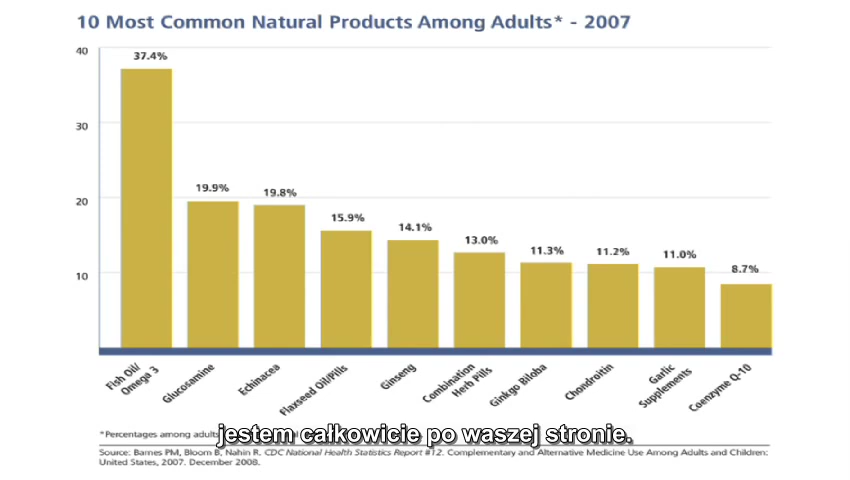 10 Most Common Natural Products Among Adults* - 2007
40
30
20
10
37.4%
19.9%
19.8%
15.9%
14.1%
13.0%
11.3%
11.2%
11.0%
8.7%
Fish Oil/
Omega 3
Glucosamine
Echinacea
Flaxseed Oil/Pills
Ginseng
Combination
Herb Pills
Ginkgo Biloba
Chondroitin
Garlic
Supplements
Coenzyme Q-10
*Percentages among adults
jestem całkowicie po waszej stronie.
Source: Barnes PM, Bloom B, Nahin R. CDC National Health Statistics Report #12. Complementary and Alternative Medicine Use Among Adults and Children:
United States, 2007. December 2008.